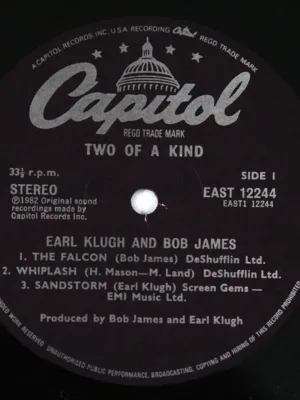 A CAPITOL RECORDS, INC. U.S.A. RECORDING Capitol REGD TRADE MARK
Capitol
REGD TRADE MARK
TWO OF A KIND
33⅓ r.p.m.
SIDE 1
STEREO
EAST 12244
℗1982 Original sound
recordings made by
Capitol Records Inc.
EAST1 12244
EARL KLUGH AND BOB JAMES
1. THE FALCON (Bob James) DeShufflin Ltd.
2. WHIPLASH (H. Mason—M. Land) DeShufflin Ltd.
3. SANDSTORM (Earl Klugh) Screen Gems —
EMI Music Ltd.
Produced by Bob James and Earl Klugh
WORK RESERVED UNAUTHORISED PUBLIC PERFORMANCE, BROADCASTING, COPYING AND HIRING OF THIS RECORD PROHIBITED